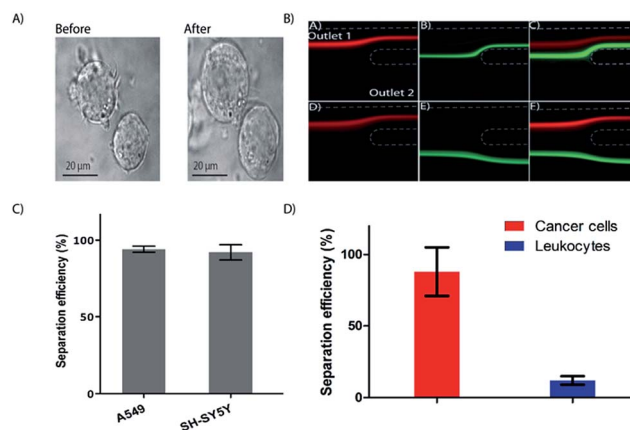 A)
Before
After
20 µm
20 µm
B)
A)
B)
C)
Outlet 1
Outlet 2
D)
E)
F)
C)
Separation efficiency (%)
100
50
0
A549
SH-SY5Y
D)
Cancer cells
Leukocytes
Separation efficiency (%)
100
50
0